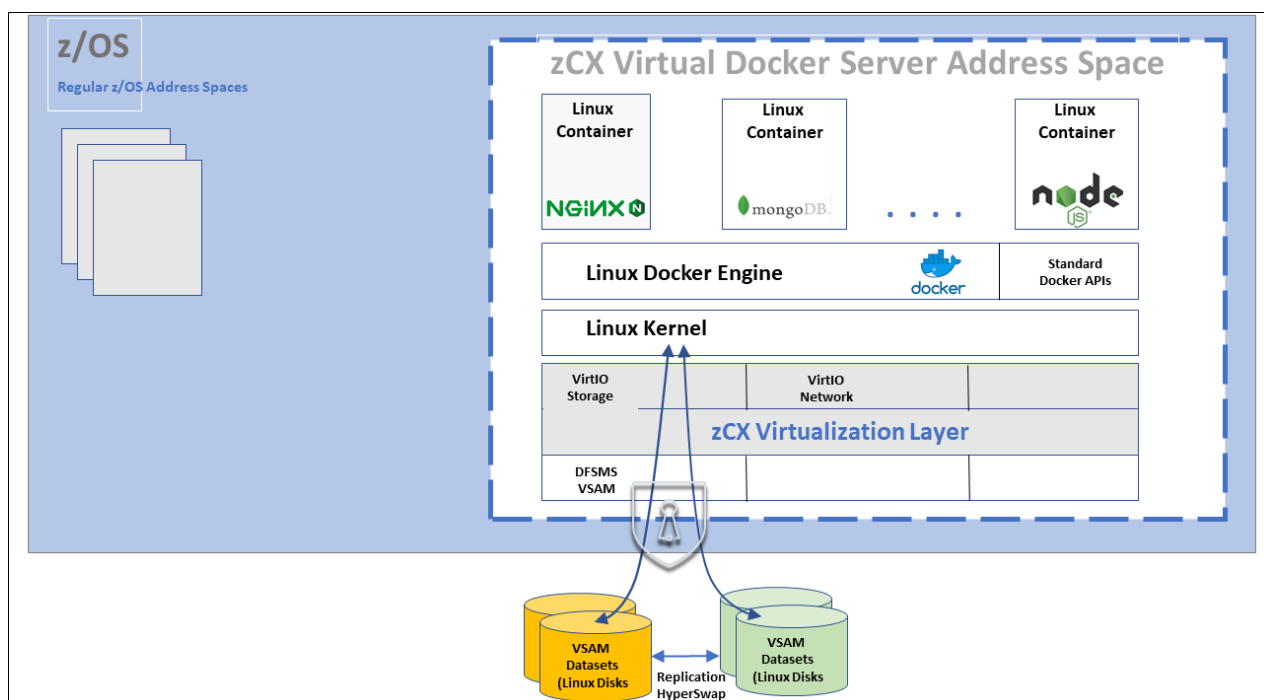 z/OS
Regular z/OS Address Spaces
zCX Virtual Docker Server Address Space
Linux
Container
NGiNX N
Linux
Container
mongoDB.
. . . .
Linux
Container
node
JS
Linux Docker Engine
docker
Standard
Docker APIs
Linux Kernel
VirtIO
Storage
VirtIO
Network
zCX Virtualization Layer
DFSMS
VSAM
VSAM
Datasets
(Linux Disks
Replication
HyperSwap
VSAM
Datasets
(Linux Disks